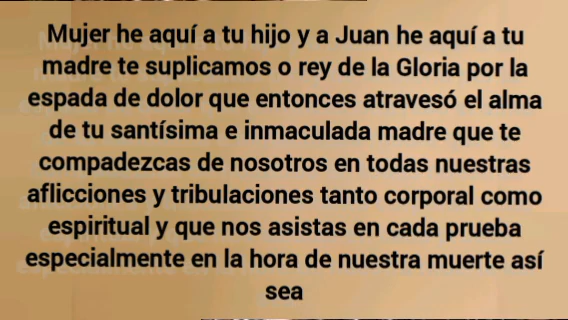 Mujer he aquí a tu hijo y a Juan he aquí a tu
madre te suplicamos o rey de la Gloria por la
espada de dolor que entonces atravesó el alma
de tu santísima e inmaculada madre que te
compadezcas de nosotros en todas nuestras
aflicciones y tribulaciones tanto corporal como
espiritual y que nos asistas en cada prueba
especialmente en la hora de nuestra muerte así
sea